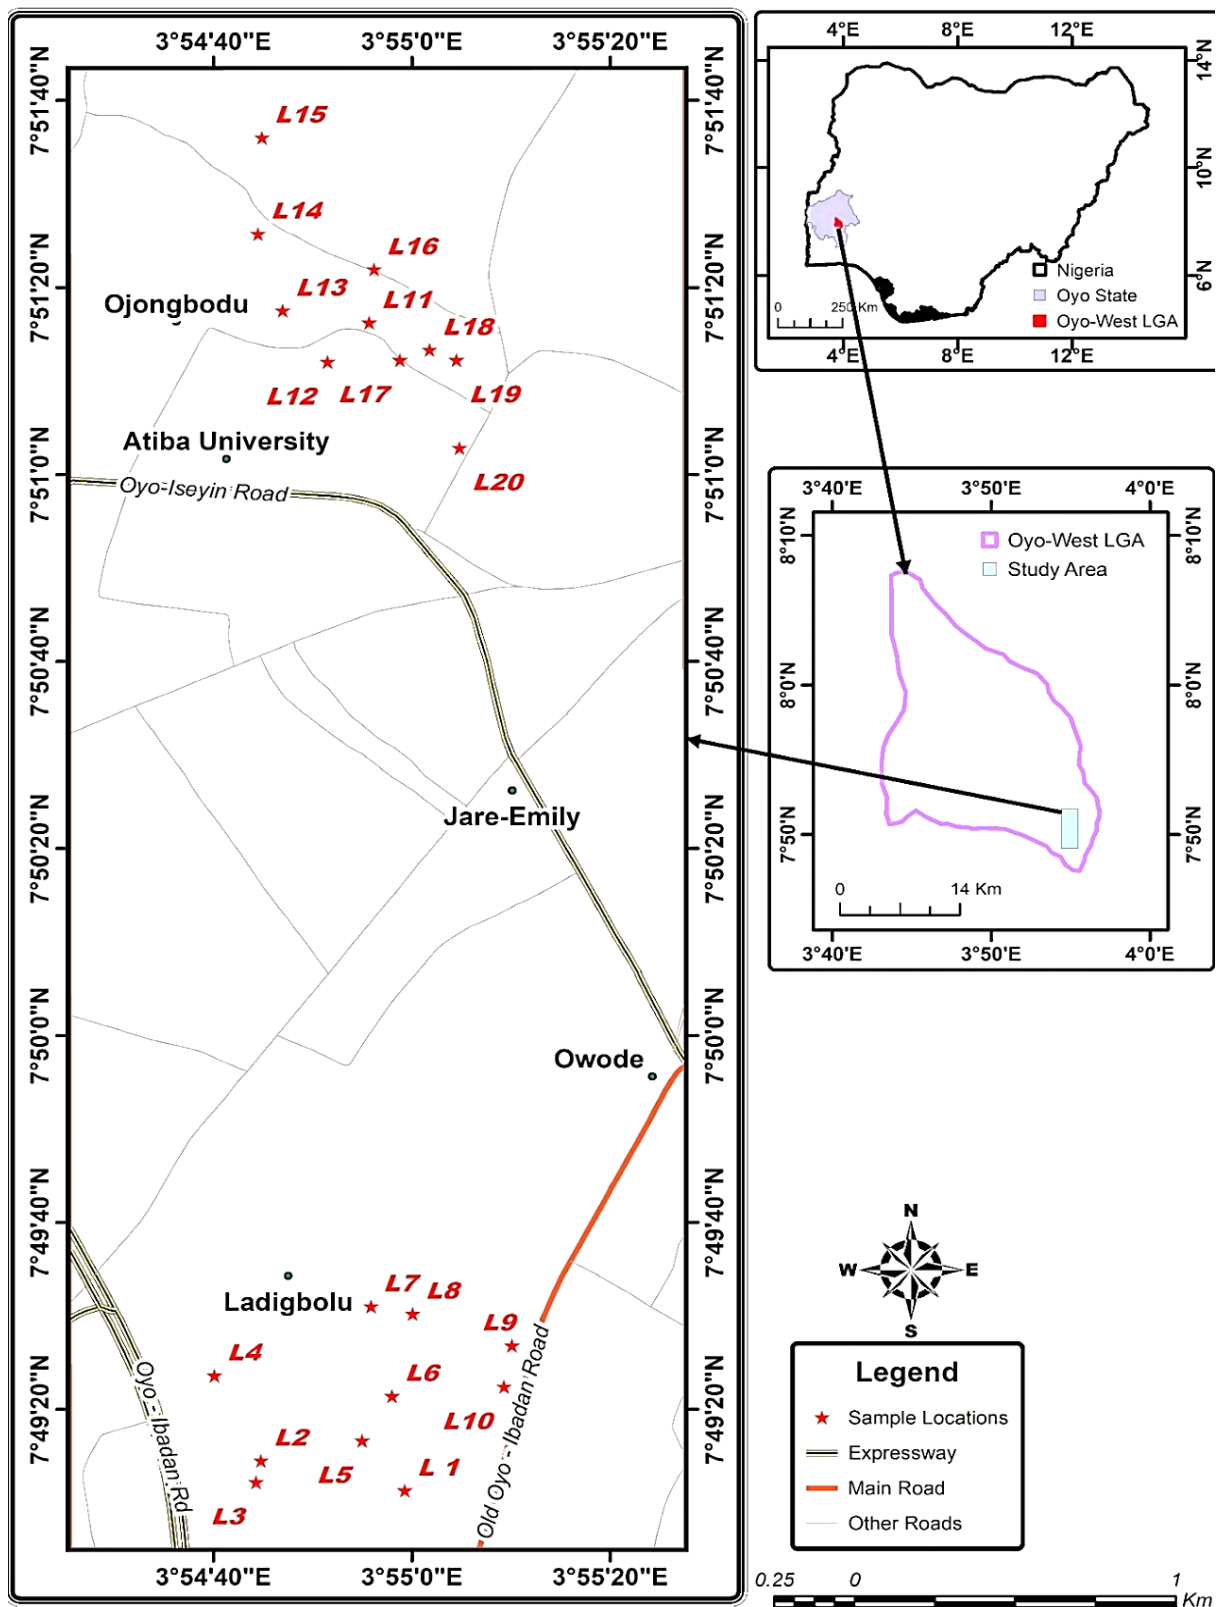 3°54'40"E 3°55'0"E 3°55'20"E
7°51'40"N
7°51'20"N
7°51'0"N
7°50'40"N
7°50'20"N
7°50'0"N
7°49'40"N
7°49'20"N
L15
L14
L16
L13
L11
Ojongbodu
L18
L12 L17 L19
Atiba University
L20
Oyo-Iseyin Road
Jare-Emily
Owode
Ladigbolu
L7 L8
L9
L4
L6
L10
L2
L5
L 1
L3
Oyo - Ibadan Rd
Old Oyo - Ibadan Road
7°51'40"N
7°51'20"N
7°51'0"N
7°50'40"N
7°50'20"N
7°50'0"N
7°49'40"N
7°49'20"N
3°54'40"E 3°55'0"E 3°55'20"E
4°E 8°E 12°E
14°N
10°N
6°N
Nigeria
Oyo State
Oyo-West LGA
0 250 Km
4°E 8°E 12°E
3°40'E 3°50'E 4°0'E
8°10'N
8°0'N
7°50'N
Oyo-West LGA
Study Area
0 14 Km
8°10'N
8°0'N
7°50'N
3°40'E 3°50'E 4°0'E
N
W E
S
Legend
Sample Locations
Expressway
Main Road
Other Roads
0.25 0 1
Km